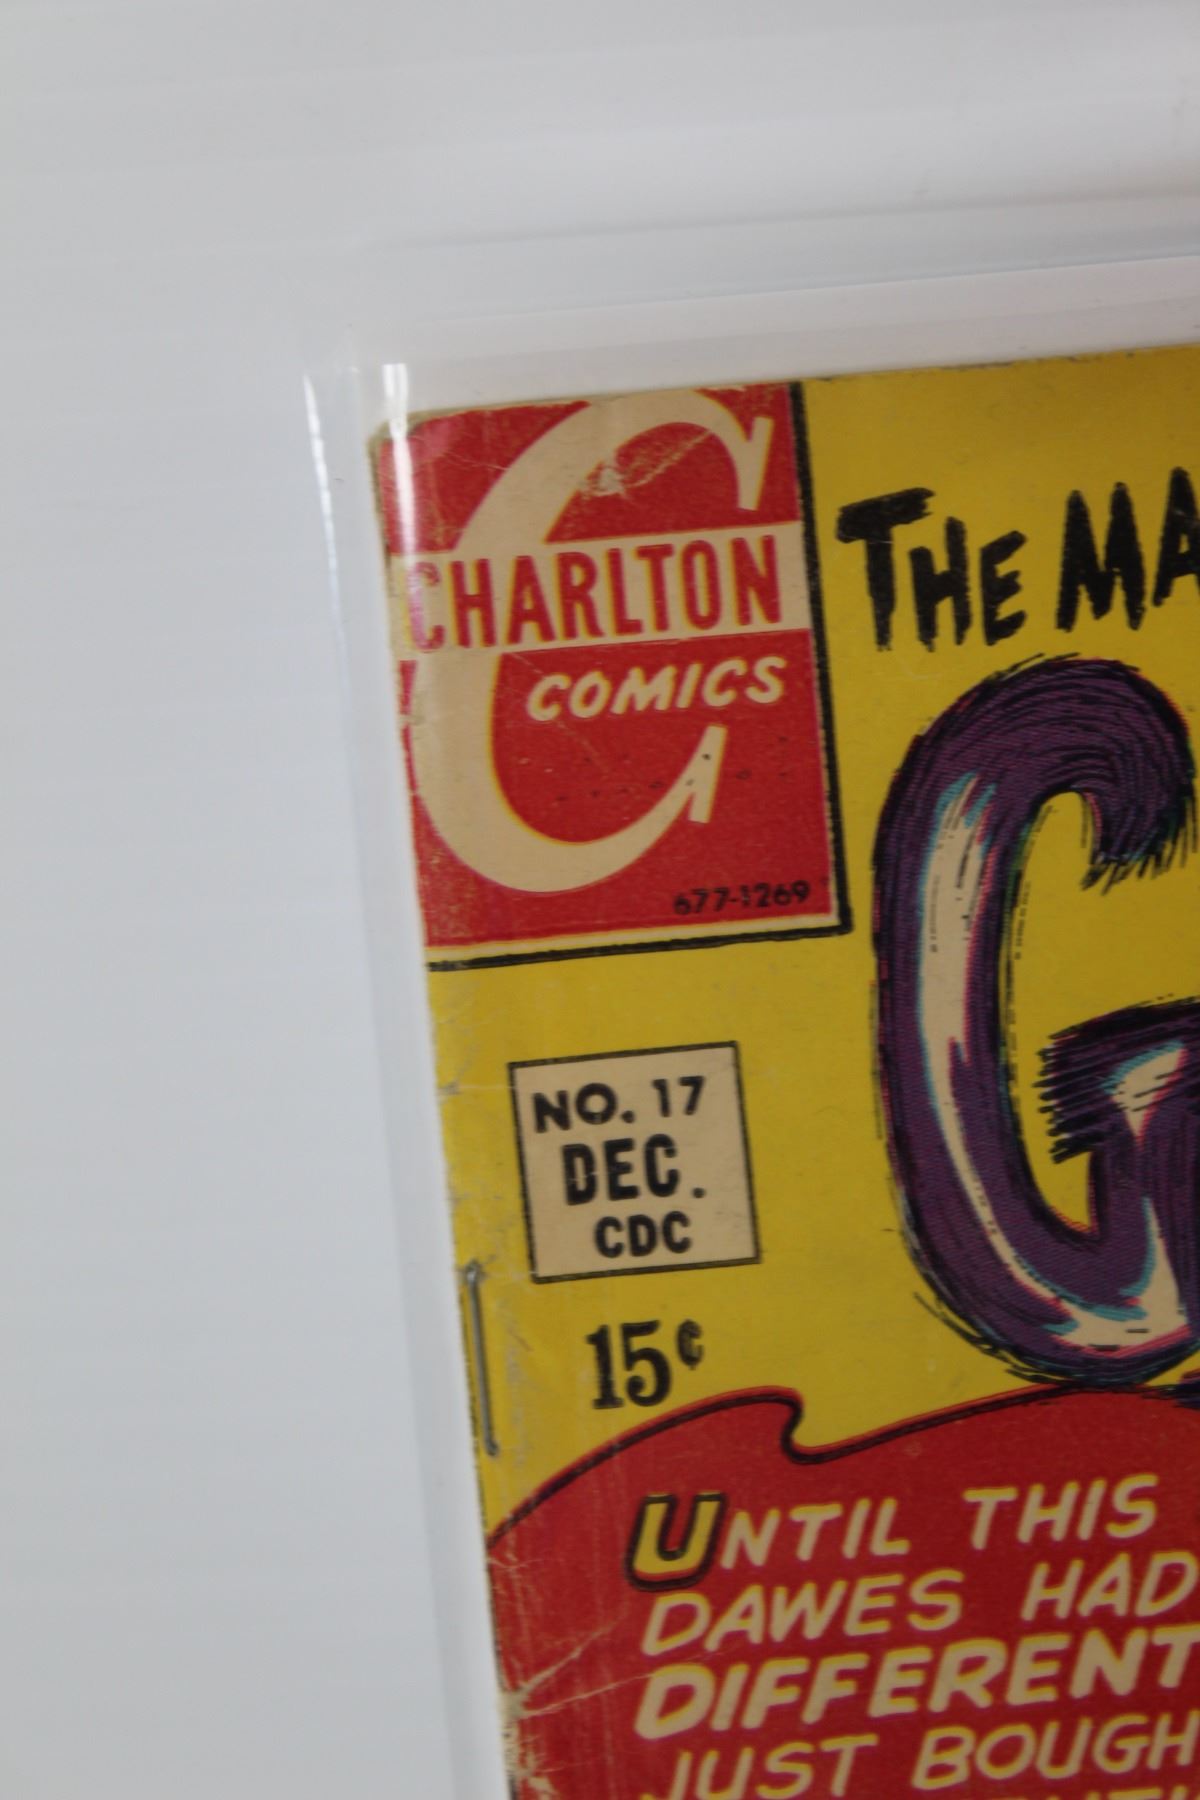 CHARLTON
COMICS
677-1269
THE MA
G
NO. 17
DEC.
CDC
15¢
UNTIL THIS
DAWES HAD
DIFFERENT
JUST BOUGH